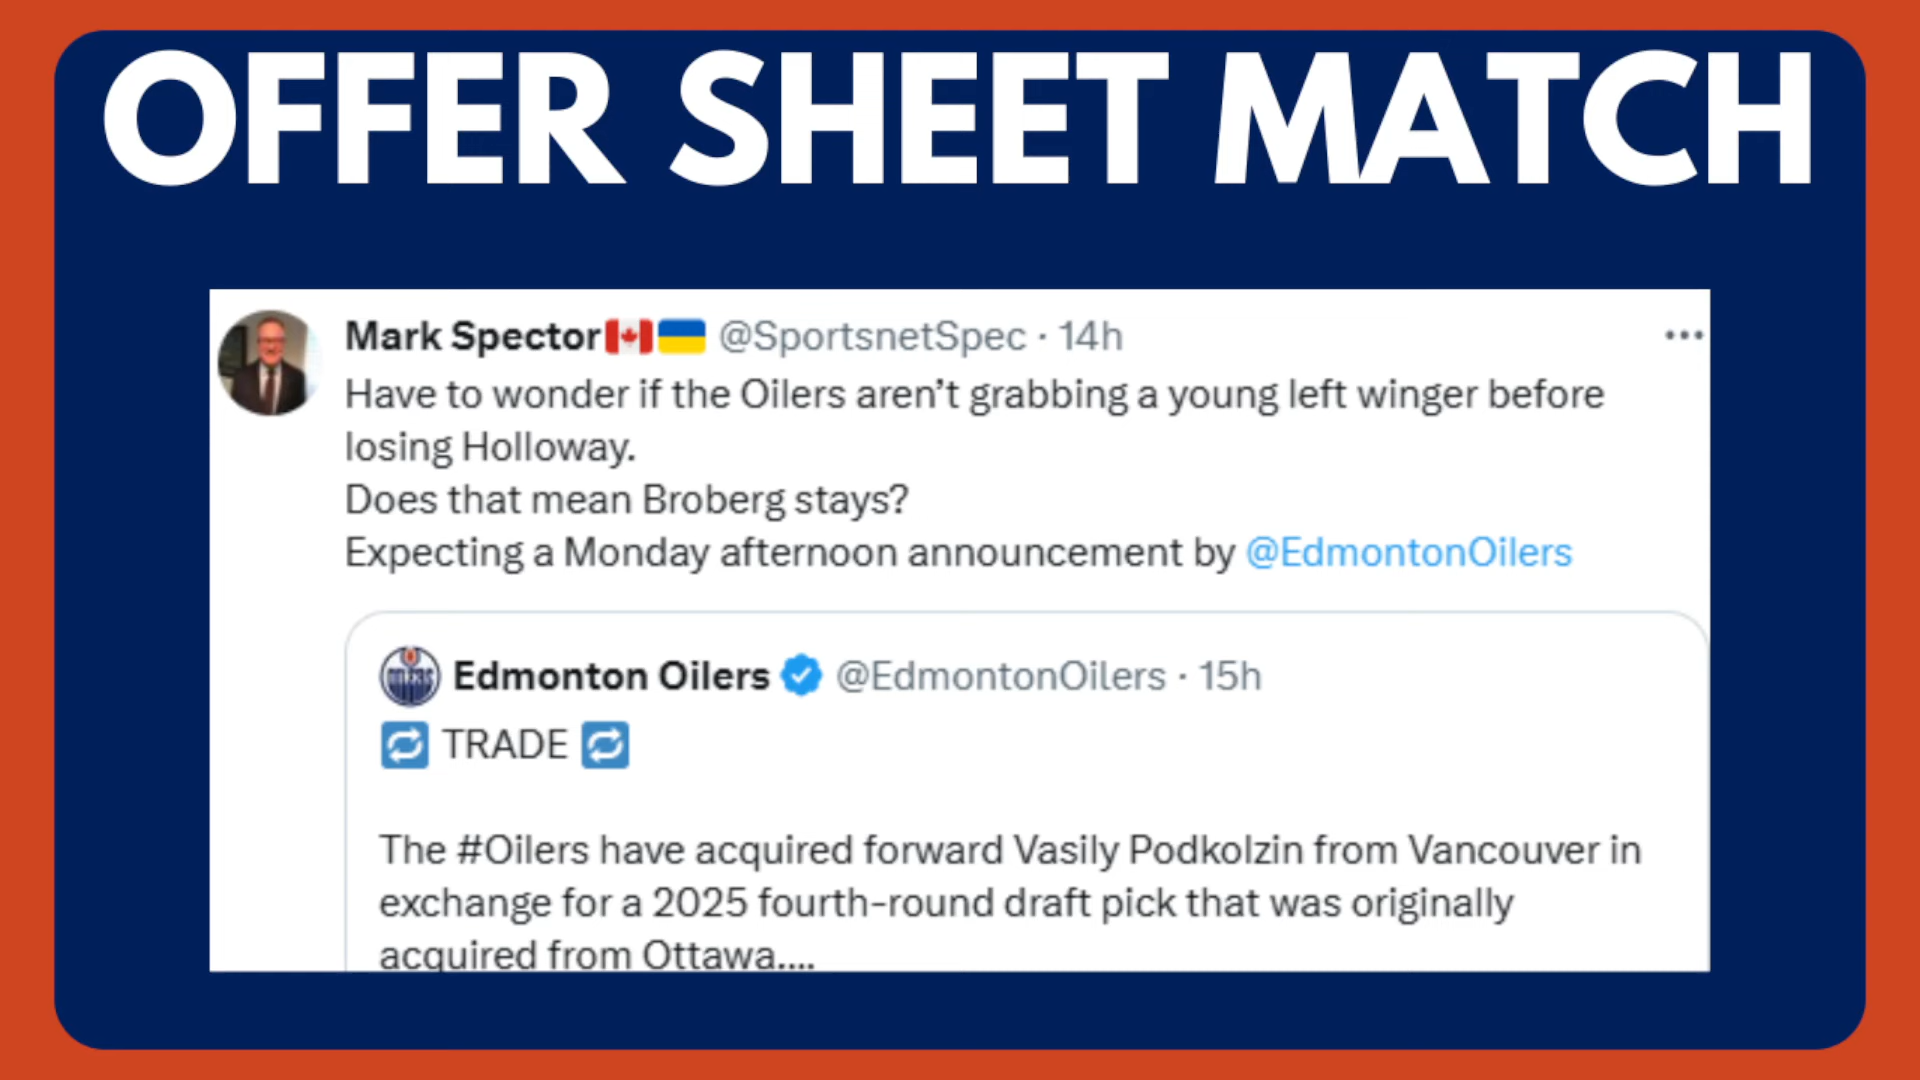 OFFER SHEET MATCH
Mark Spector🇨🇦🇺🇦 @SportsnetSpec · 14h
Have to wonder if the Oilers aren’t grabbing a young left winger before
losing Holloway.
Does that mean Broberg stays?
Expecting a Monday afternoon announcement by @EdmontonOilers
Edmonton Oilers @EdmontonOilers · 15h
🔁 TRADE 🔁
The #Oilers have acquired forward Vasily Podkolzin from Vancouver in
exchange for a 2025 fourth-round draft pick that was originally
acquired from Ottawa....